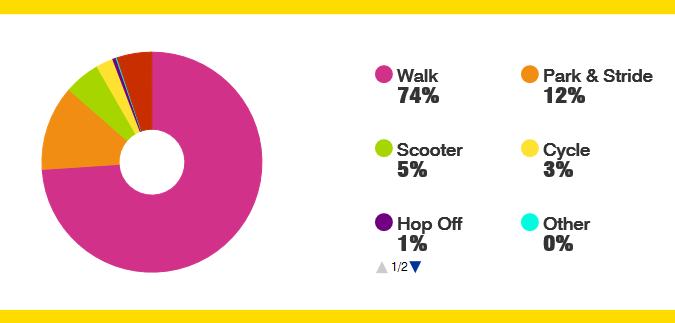 Walk
74%
Park & Stride
12%
Scooter
5%
Cycle
3%
Hop Off
1%
Other
0%
1/2